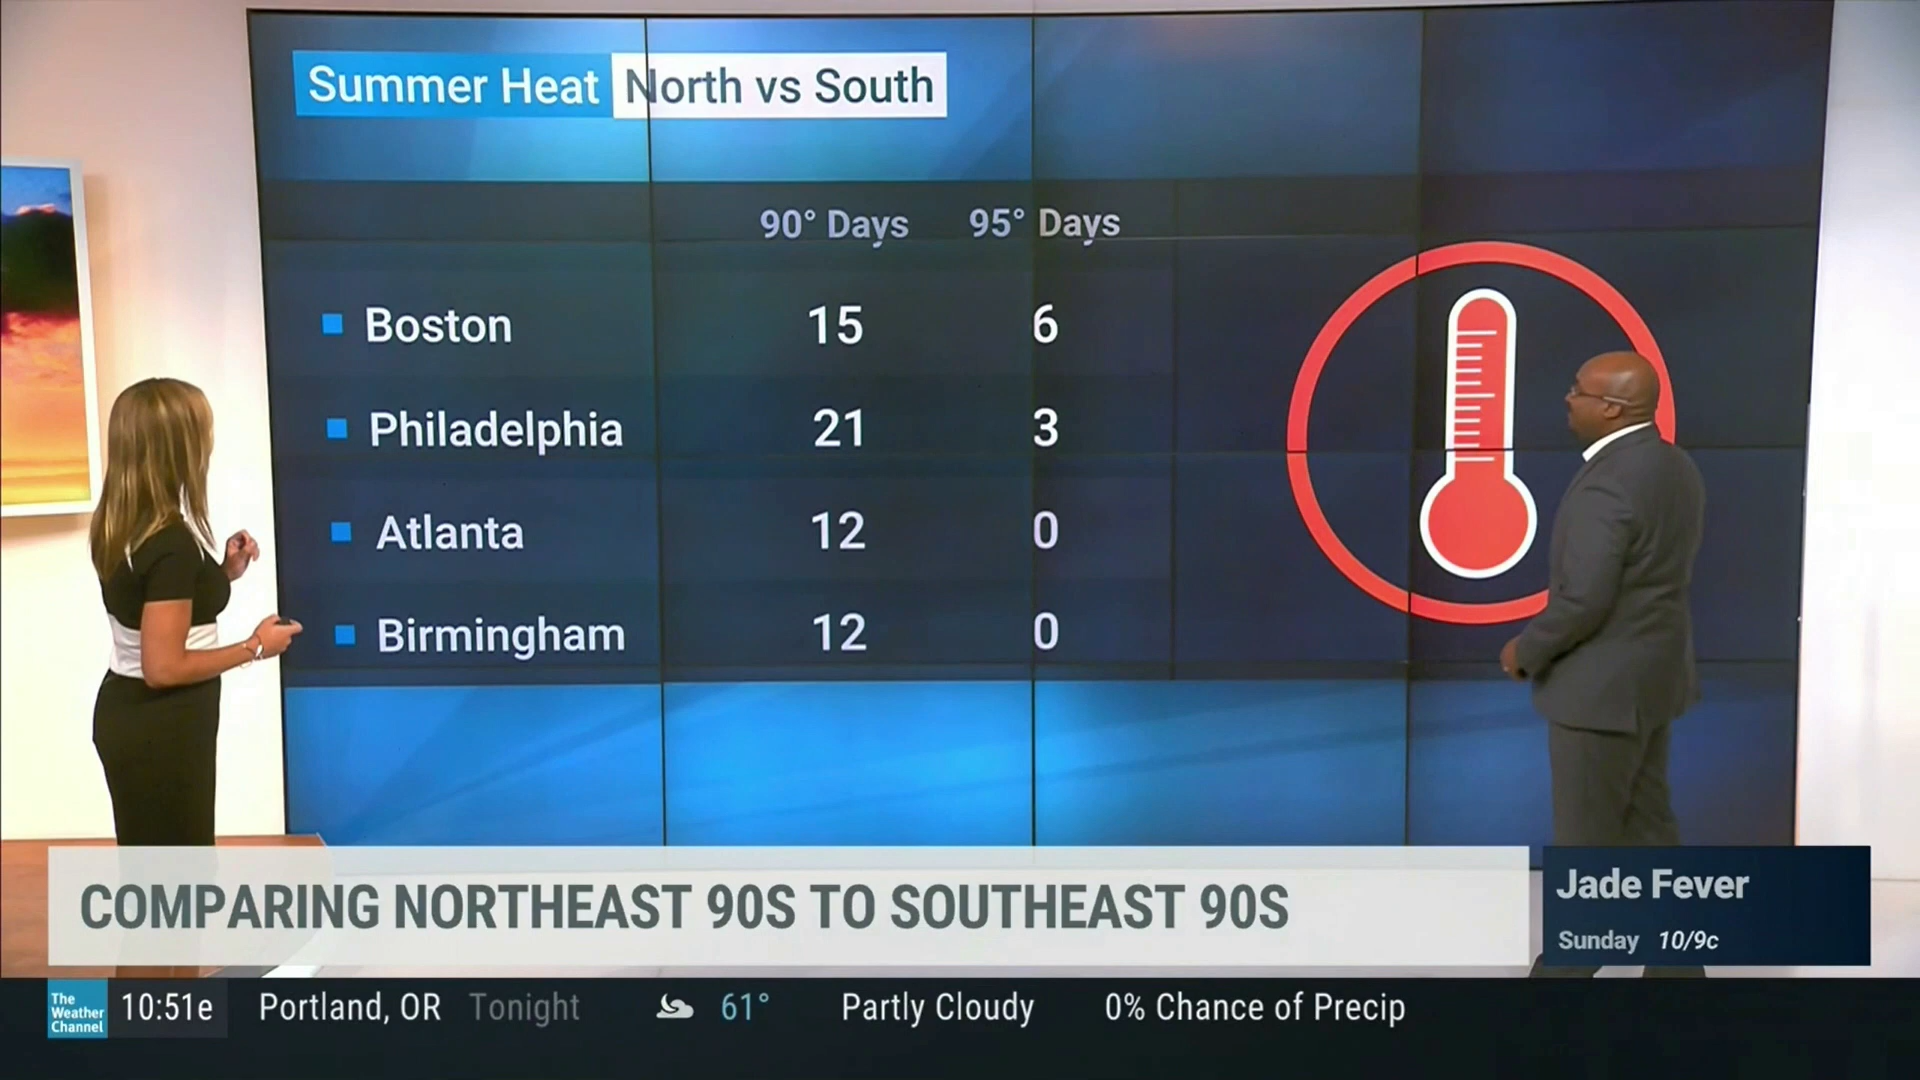 Summer Heat North vs South
90° Days 95° Days
Boston 15 6
Philadelphia 21 3
Atlanta 12 0
Birmingham 12 0
COMPARING NORTHEAST 90S TO SOUTHEAST 90S
Jade Fever
Sunday 10/9c
The
Weather
Channel
10:51e Portland, OR Tonight 61° Partly Cloudy 0% Chance of Precip